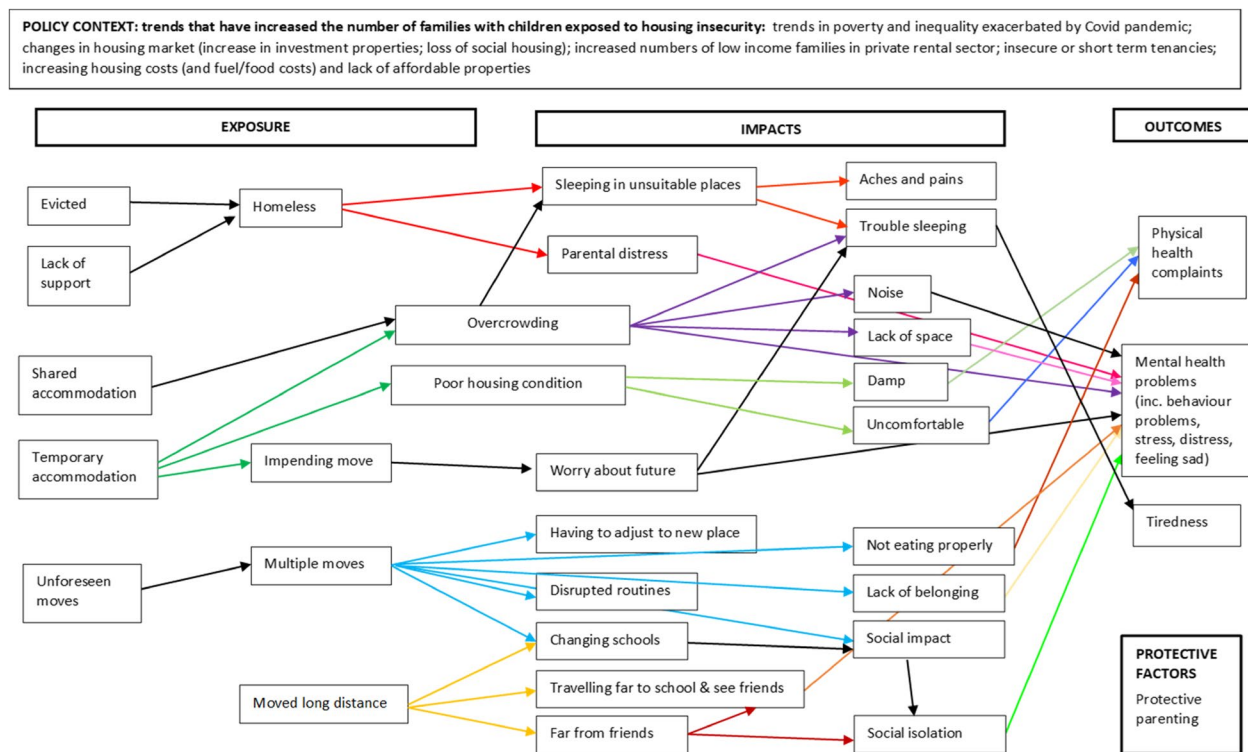 POLICY CONTEXT: trends that have increased the number of families with children exposed to housing insecurity: trends in poverty and inequality exacerbated by Covid pandemic;
changes in housing market (increase in investment properties; loss of social housing); increased numbers of low income families in private rental sector; insecure or short term tenancies;
increasing housing costs (and fuel/food costs) and lack of affordable properties
EXPOSURE
IMPACTS
OUTCOMES
Evicted
Lack of
support
Shared
accommodation
Temporary
accommodation
Unforeseen
moves
Homeless
Overcrowding
Poor housing condition
Impending move
Multiple moves
Moved long distance
Sleeping in unsuitable places
Parental distress
Worry about future
Having to adjust to new place
Disrupted routines
Changing schools
Travelling far to school & see friends
Far from friends
Aches and pains
Trouble sleeping
Noise
Lack of space
Damp
Uncomfortable
Not eating properly
Lack of belonging
Social impact
Social isolation
Physical
health
complaints
Mental health
problems
(inc. behaviour
problems,
stress, distress,
feeling sad)
Tiredness
PROTECTIVE
FACTORS
Protective
parenting